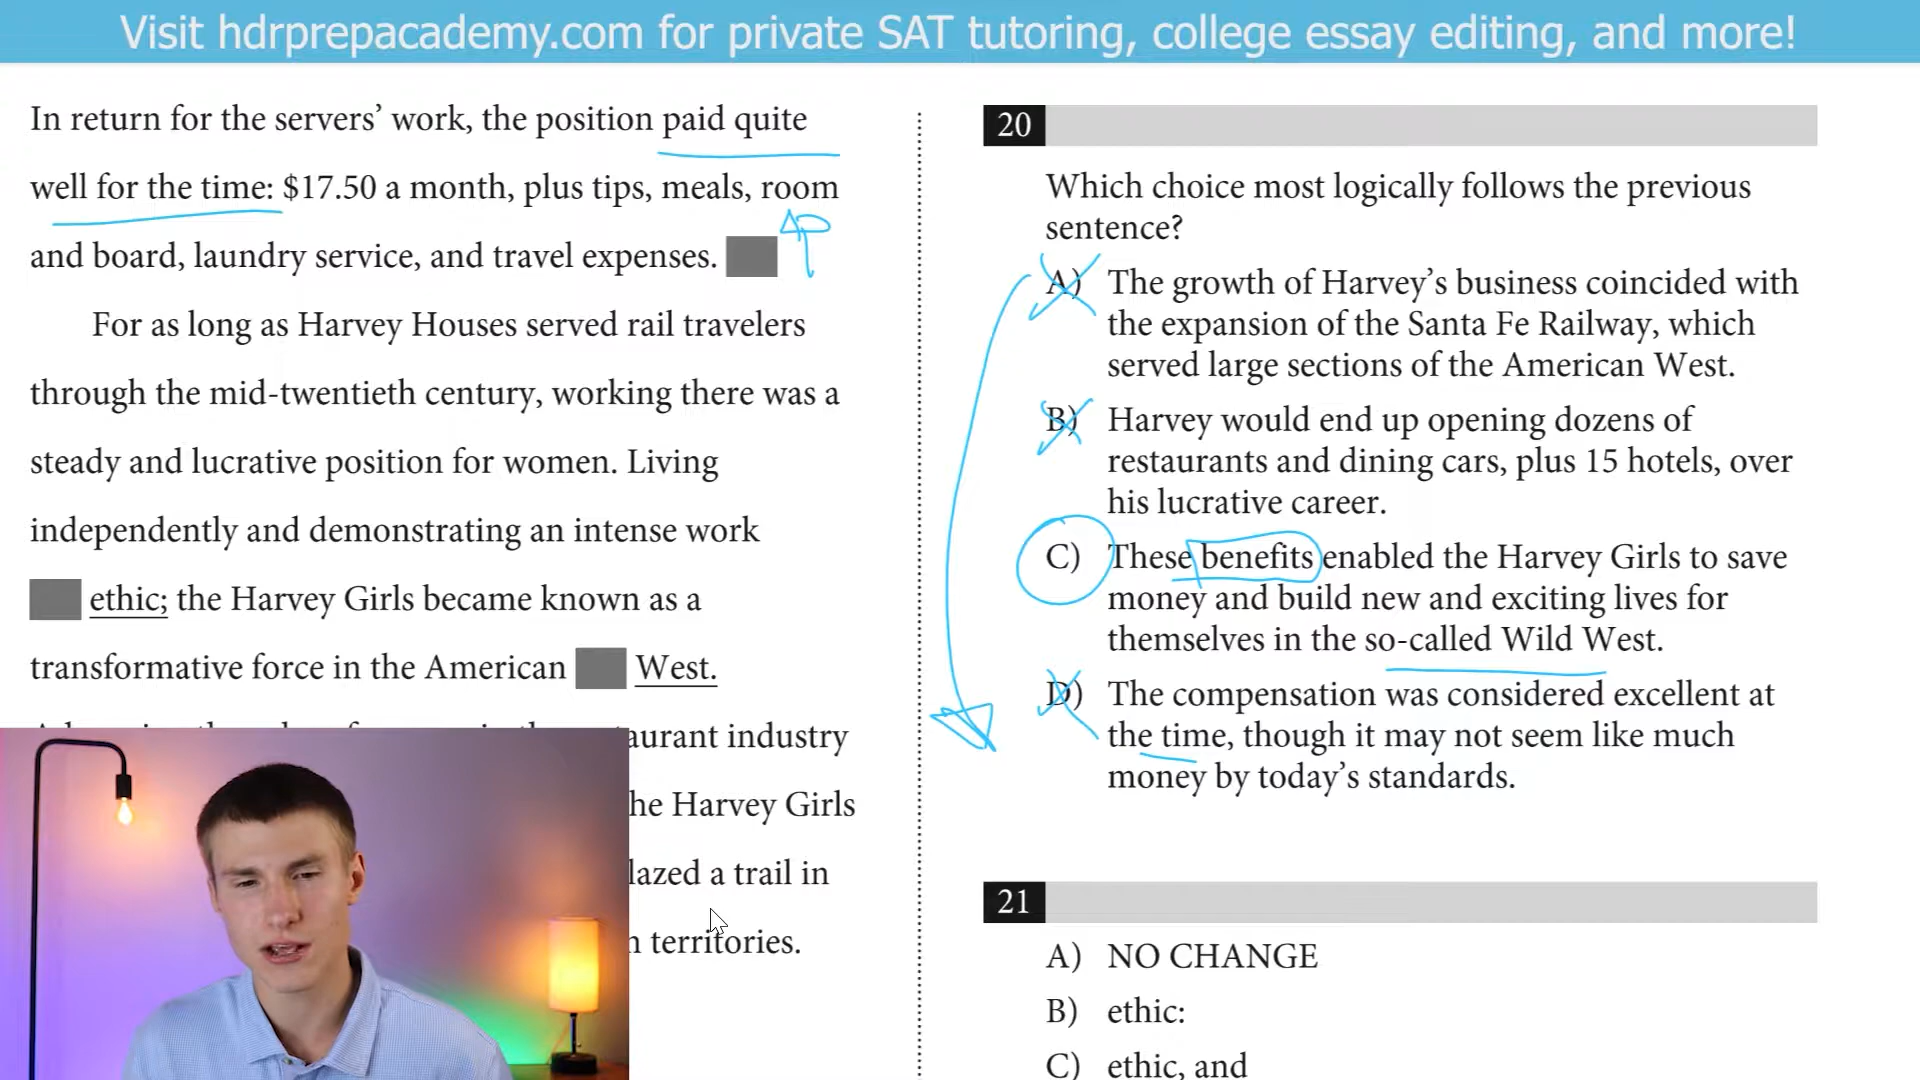 Visit hdrprepacademy.com for private SAT tutoring, college essay editing, and more!
In return for the servers’ work, the position paid quite
well for the time: $17.50 a month, plus tips, meals, room
and board, laundry service, and travel expenses.
For as long as Harvey Houses served rail travelers
through the mid-twentieth century, working there was a
steady and lucrative position for women. Living
independently and demonstrating an intense work
ethic; the Harvey Girls became known as a
transformative force in the American West.
aurant industry
he Harvey Girls
lazed a trail in
n territories.
20
Which choice most logically follows the previous
sentence?
A) The growth of Harvey’s business coincided with
the expansion of the Santa Fe Railway, which
served large sections of the American West.
B) Harvey would end up opening dozens of
restaurants and dining cars, plus 15 hotels, over
his lucrative career.
C) These benefits enabled the Harvey Girls to save
money and build new and exciting lives for
themselves in the so-called Wild West.
D) The compensation was considered excellent at
the time, though it may not seem like much
money by today’s standards.
21
A) NO CHANGE
B) ethic:
C) ethic, and